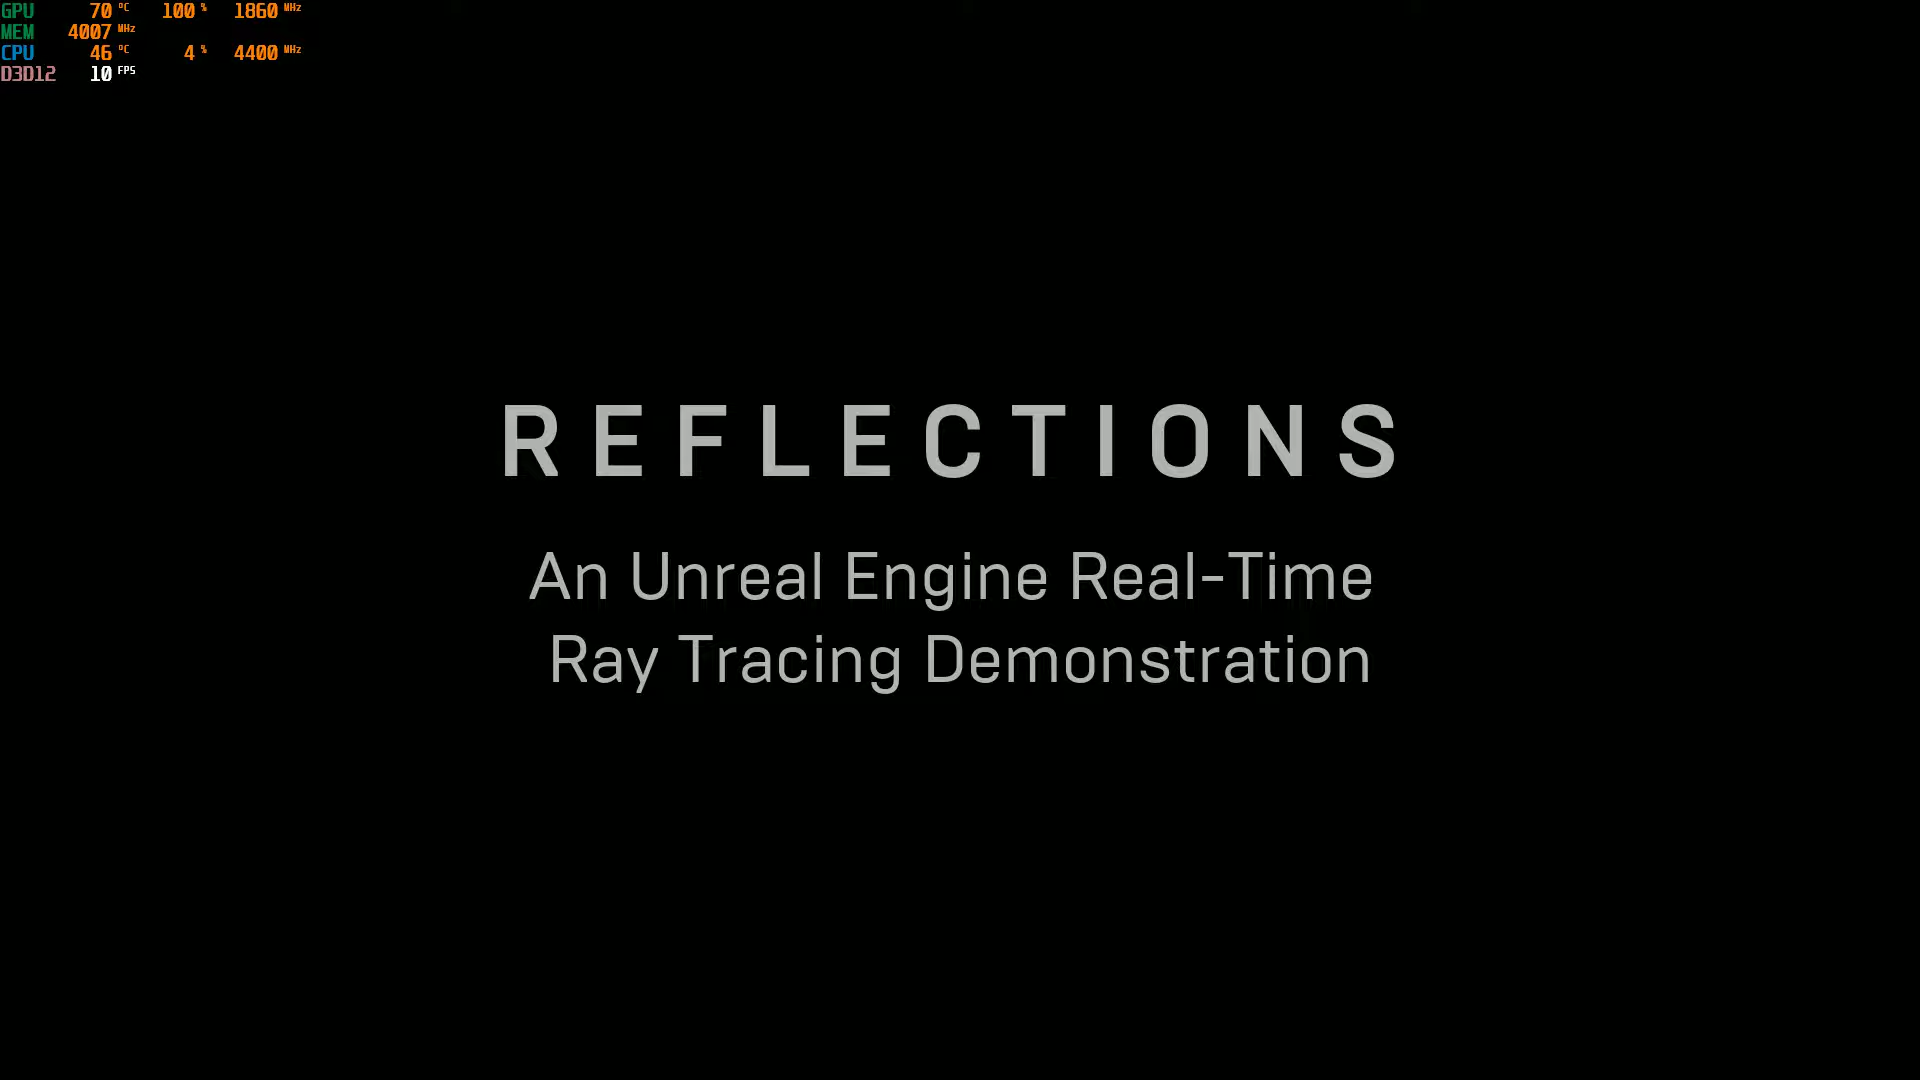 GPU 70 °C 100 % 1860 MHz
MEM 4007 MHz
CPU 46 °C 4 % 4400 MHz
D3D12 10 FPS
REFLECTIONS
An Unreal Engine Real-Time
Ray Tracing Demonstration